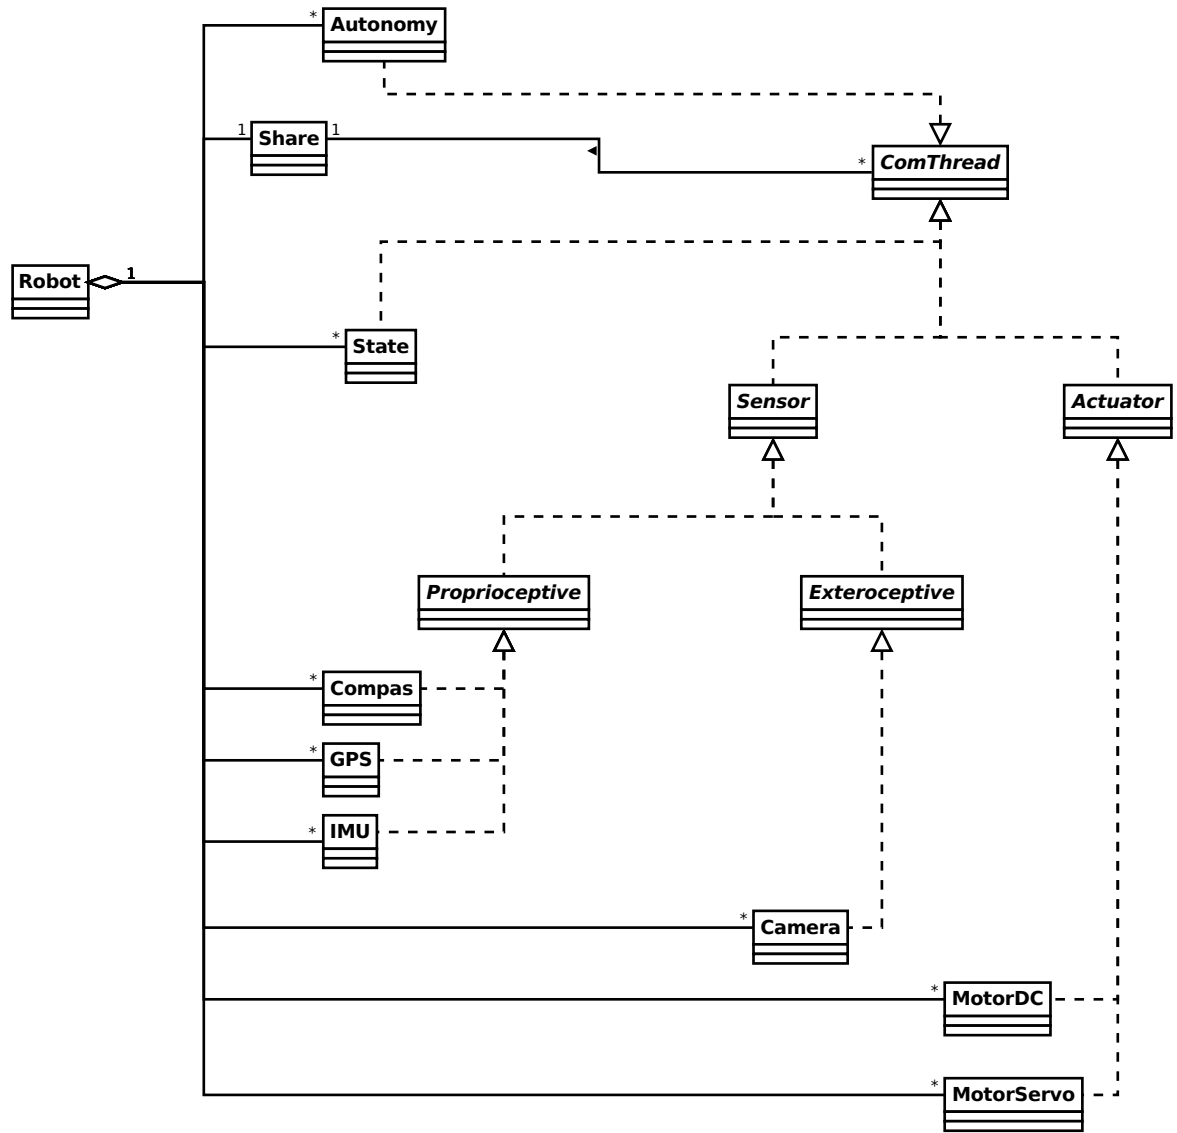 * Autonomy
1 Share 1
* ComThread
Robot 1
* State
Sensor
Actuator
Proprioceptive
Exteroceptive
* Compas
* GPS
* IMU
* Camera
* MotorDC
* MotorServo